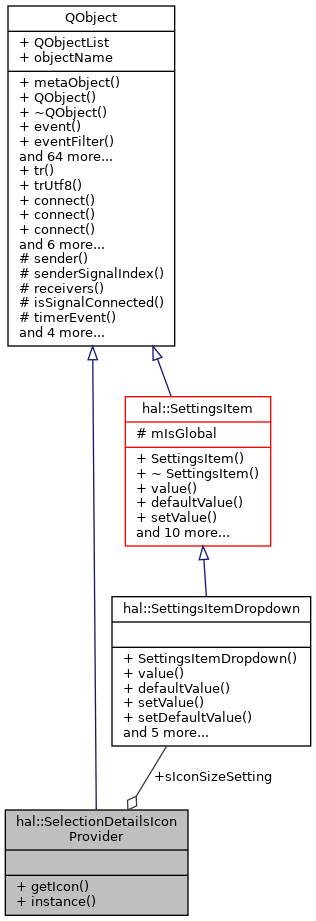 QObject
+ QObjectList
+ objectName
+ metaObject()
+ QObject()
+ ~QObject()
+ event()
+ eventFilter()
and 64 more...
+ tr()
+ trUtf8()
+ connect()
+ connect()
+ connect()
and 6 more...
# sender()
# senderSignalIndex()
# receivers()
# isSignalConnected()
# timerEvent()
and 4 more...
hal::SettingsItem
# mIsGlobal
+ SettingsItem()
+ ~ SettingsItem()
+ value()
+ defaultValue()
+ setValue()
and 10 more...
hal::SettingsItemDropdown
+ SettingsItemDropdown()
+ value()
+ defaultValue()
+ setValue()
+ setDefaultValue()
and 5 more...
+sIconSizeSetting
hal::SelectionDetailsIcon
Provider
+ getIcon()
+ instance()